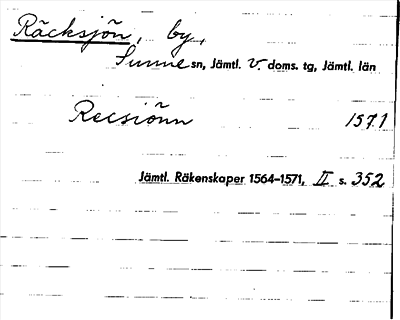 Räcksjön, by,
Sunne sn, Jämtl. v. doms. tg, Jämtl. län
Recsiönn 1571
Jämtl. Räkenskaper 1564-1571, II s. 352